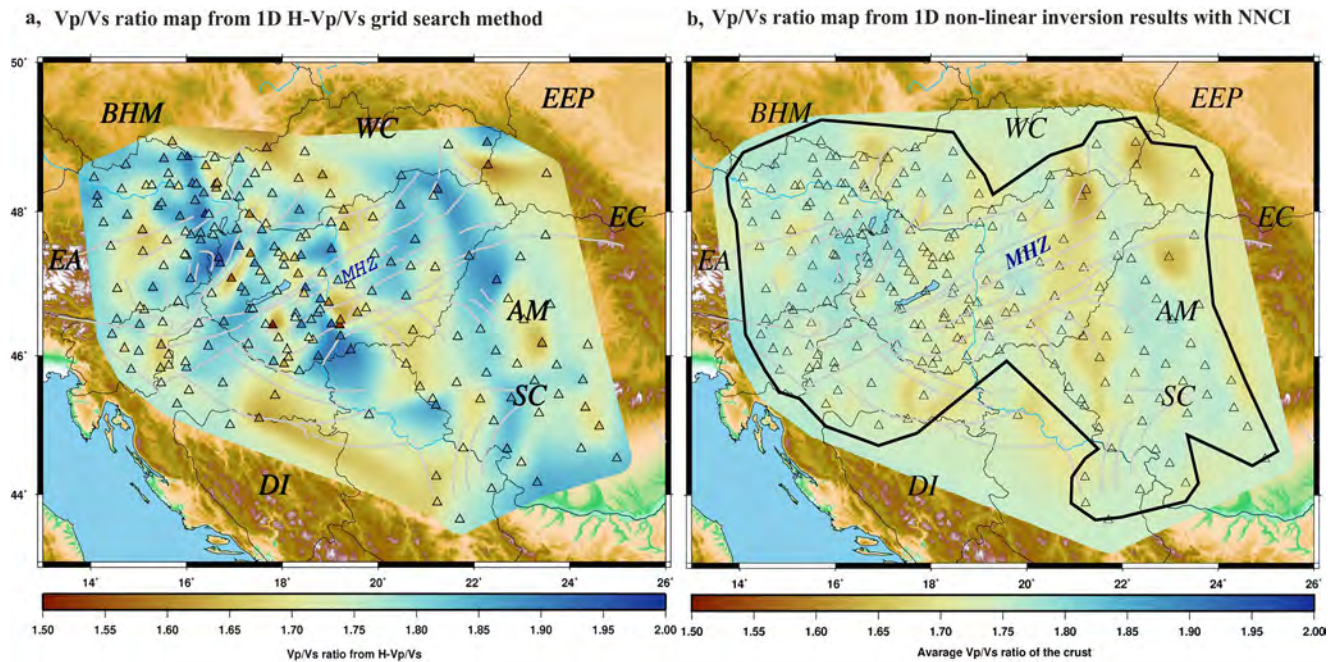 a, Vp/Vs ratio map from 1D H-Vp/Vs grid search method
b, Vp/Vs ratio map from 1D non-linear inversion results with NNCI
50˚
48˚
46˚
44˚
BHM
WC
EEP
EC
EA
MHZ
AM
SC
DI
14˚ 16˚ 18˚ 20˚ 22˚ 24˚ 26˚
1.50 1.55 1.60 1.65 1.70 1.75 1.80 1.85 1.90 1.95 2.00
Vp/Vs ratio from H-Vp/Vs
BHM
WC
EEP
EC
EA
MHZ
AM
SC
DI
14˚ 16˚ 18˚ 20˚ 22˚ 24˚ 26˚
1.50 1.55 1.60 1.65 1.70 1.75 1.80 1.85 1.90 1.95 2.00
Avarage Vp/Vs ratio of the crust